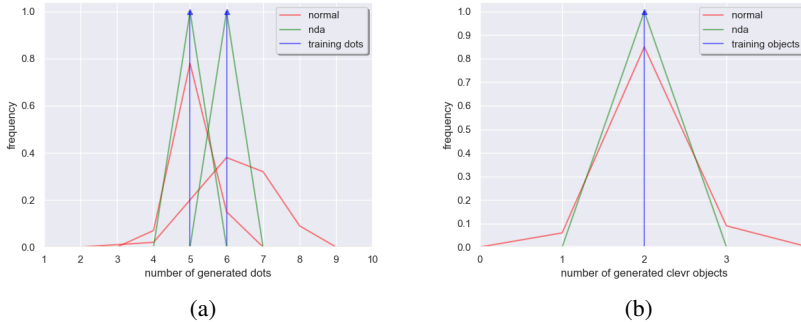 normal
nda
training dots
frequency
1.0
0.8
0.6
0.4
0.2
0.0
1 2 3 4 5 6 7 8 9 10
number of generated dots
(a)
normal
nda
training objects
frequency
1.0
0.9
0.8
0.7
0.6
0.5
0.4
0.3
0.2
0.1
0.0
0 1 2 3
number of generated clevr objects
(b)